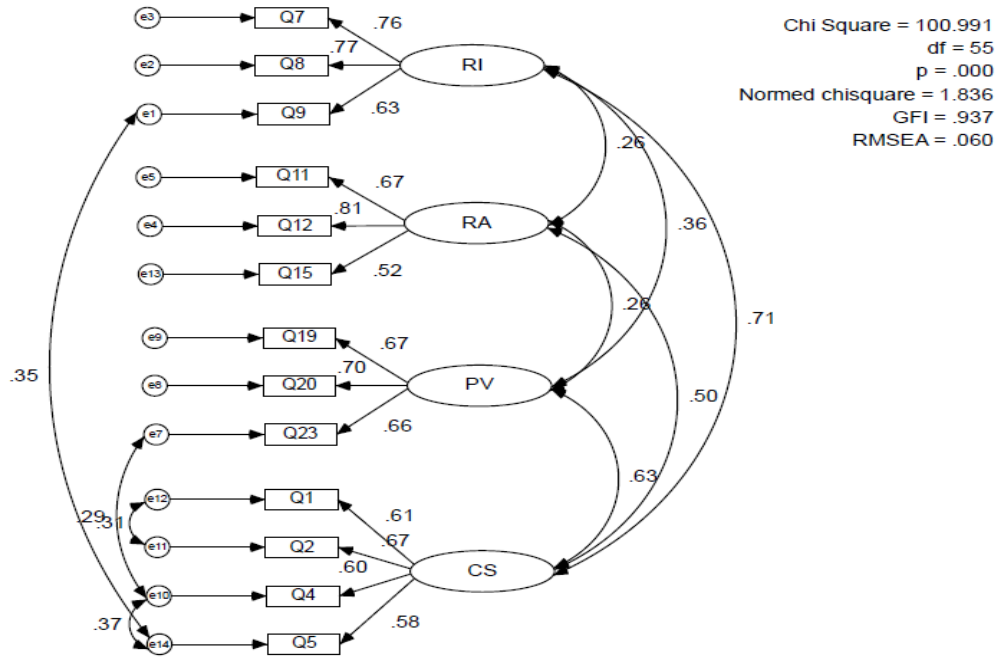 e3 Q7 .76
.77
e2 Q8 RI
e1 Q9 .63
Chi Square = 100.991
df = 55
p = .000
Normed chisquare = 1.836
GFI = .937
RMSEA = .060
.26
e5 Q11 .67
.81
e4 Q12 RA .36
e13 Q15 .52
.26
.71
e9 Q19 .67
.70
.35
e8 Q20 PV .50
e7 Q23 .66
.63
e12 Q1 .61
.29 .31
.67
e11 Q2
.60 CS
e10 Q4
.58
.37
e14 Q5